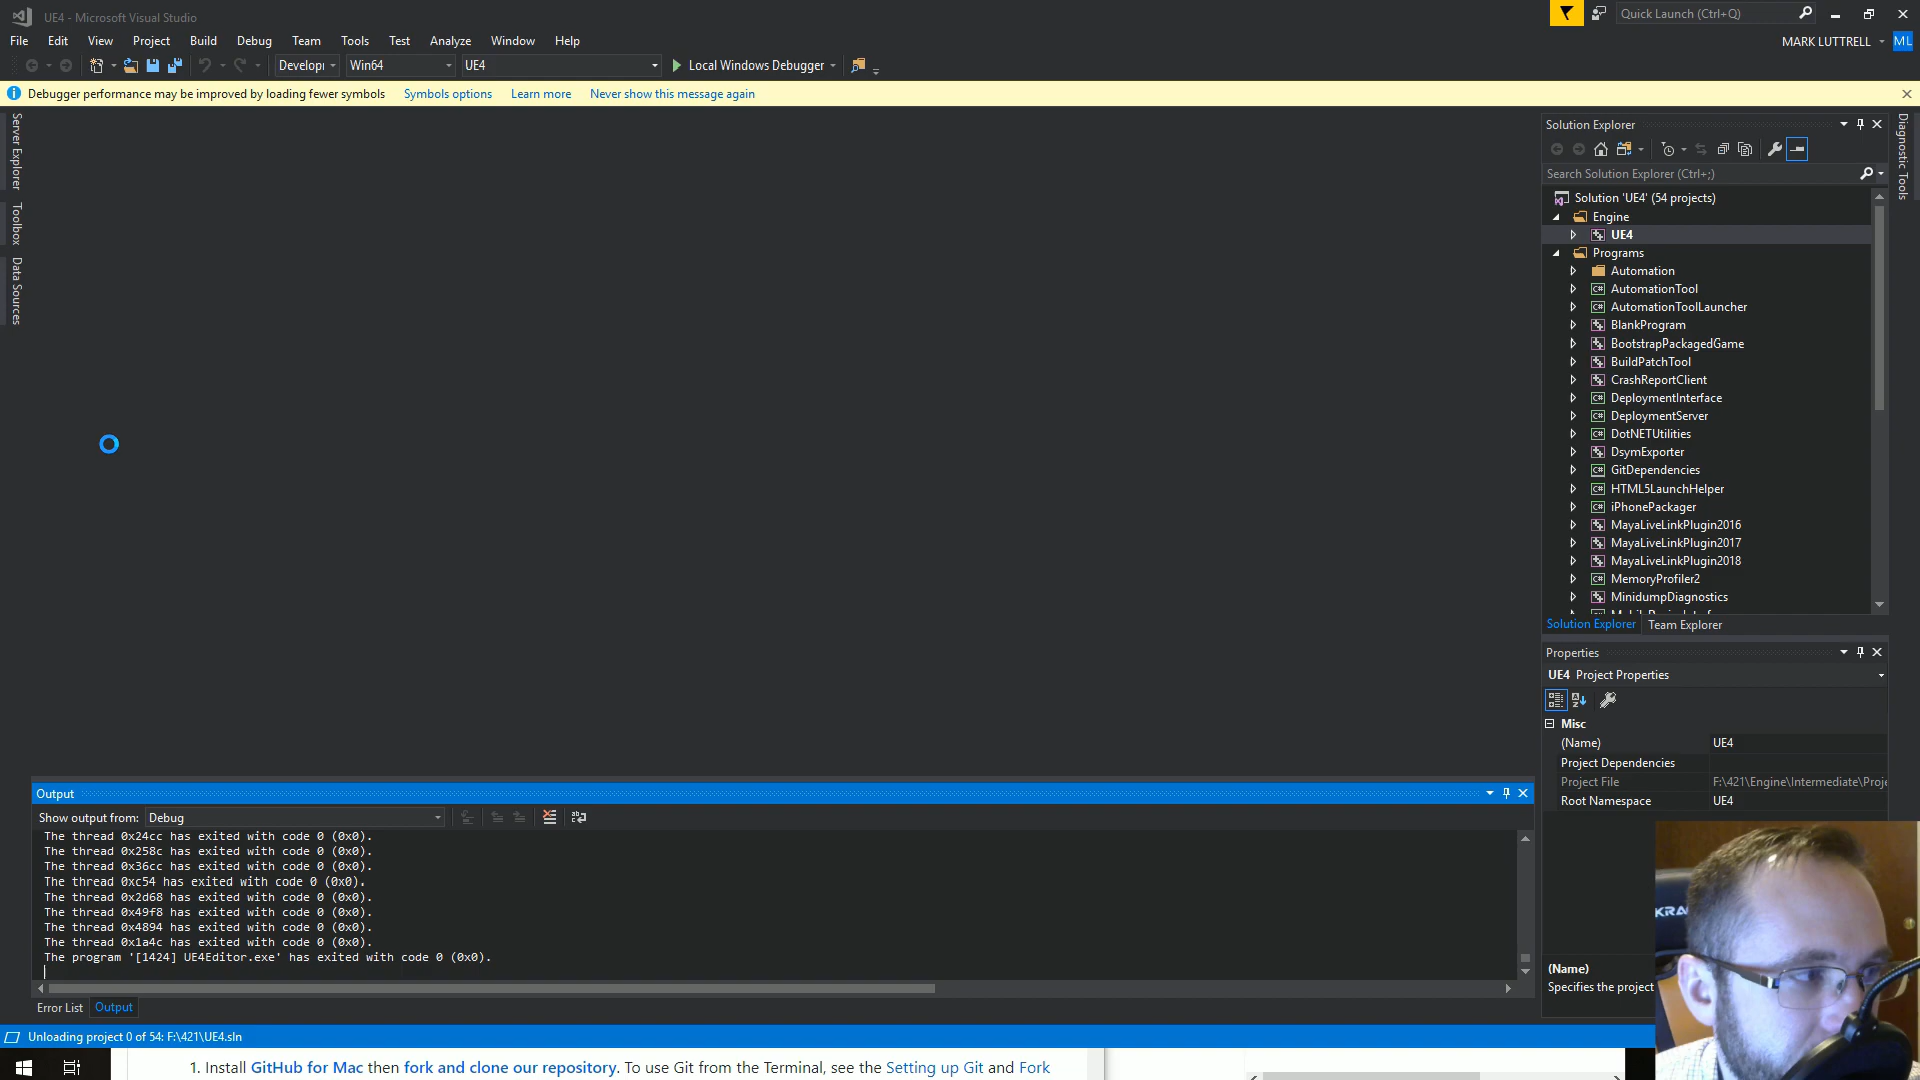 UE4 - Microsoft Visual Studio
Quick Launch (Ctrl+Q)
File Edit View Project Build Debug Team Tools Test Analyze Window Help
MARK LUTTRELL ML
Developi Win64 UE4 Local Windows Debugger
Debugger performance may be improved by loading fewer symbols Symbols options Learn more Never show this message again
Server Explorer
Toolbox
Data Sources
Solution Explorer
Diagnostic Tools
Search Solution Explorer (Ctrl+;)
Solution 'UE4' (54 projects)
Engine
UE4
Programs
Automation
AutomationTool
AutomationToolLauncher
BlankProgram
BootstrapPackagedGame
BuildPatchTool
CrashReportClient
DeploymentInterface
DeploymentServer
DotNETUtilities
DsymExporter
GitDependencies
HTML5LaunchHelper
iPhonePackager
MayaLiveLinkPlugin2016
MayaLiveLinkPlugin2017
MayaLiveLinkPlugin2018
MemoryProfiler2
MinidumpDiagnostics
Solution Explorer Team Explorer
Properties
UE4 Project Properties
Misc
(Name) UE4
Project Dependencies
Project File F:\421\Engine\Intermediate\Proje
Root Namespace UE4
(Name)
Specifies the project
Output
Show output from: Debug
The thread 0x24cc has exited with code 0 (0x0).
The thread 0x258c has exited with code 0 (0x0).
The thread 0x36cc has exited with code 0 (0x0).
The thread 0xc54 has exited with code 0 (0x0).
The thread 0x2d68 has exited with code 0 (0x0).
The thread 0x49f8 has exited with code 0 (0x0).
The thread 0x4894 has exited with code 0 (0x0).
The thread 0x1a4c has exited with code 0 (0x0).
The program '[1424] UE4Editor.exe' has exited with code 0 (0x0).
Error List Output
Unloading project 0 of 54: F:\421\UE4.sln
1. Install GitHub for Mac then fork and clone our repository. To use Git from the Terminal, see the Setting up Git and Fork